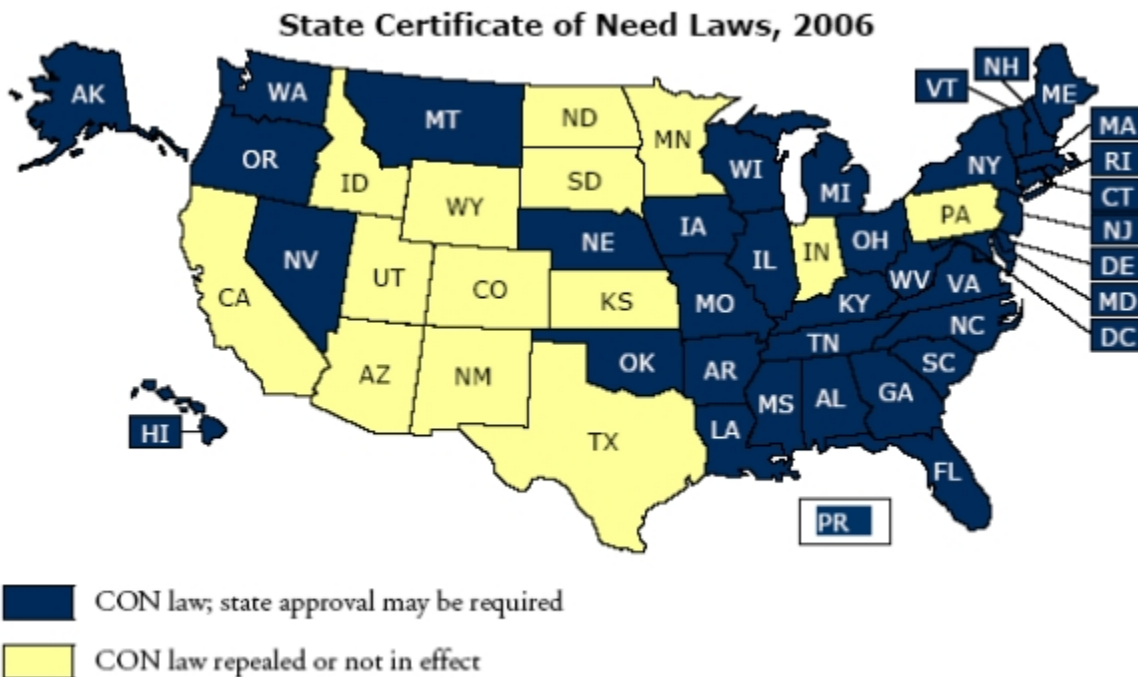 State Certificate of Need Laws, 2006
AK
WA
MT
ND
MN
VT
NH
ME
OR
ID
WY
SD
WI
MI
NY
MA
RI
CT
NJ
DE
MD
DC
CA
NV
UT
CO
NE
KS
IA
IL
IN
OH
PA
WV
VA
MO
KY
NC
TN
SC
AZ
NM
OK
AR
MS
AL
GA
TX
LA
FL
HI
PR
CON law; state approval may be required
CON law repealed or not in effect